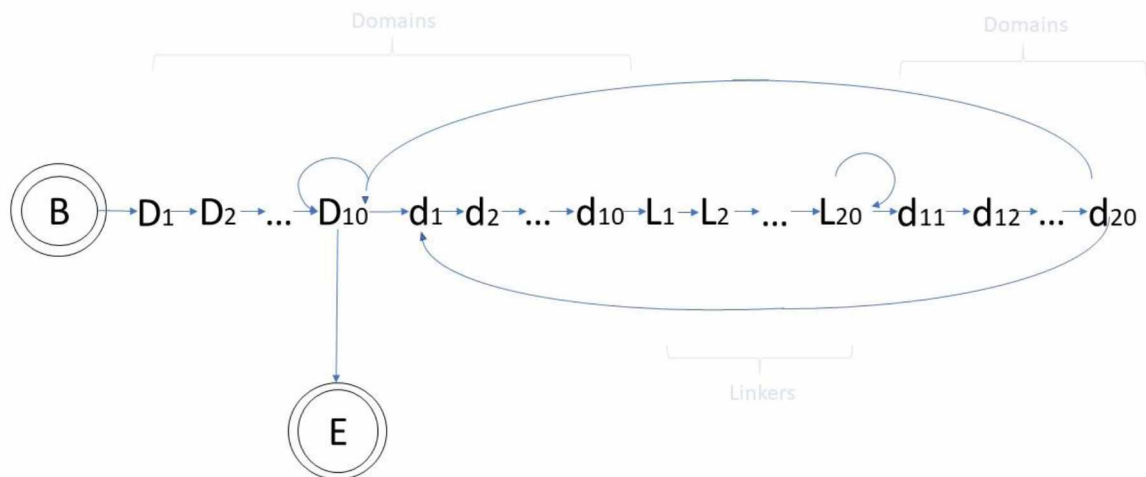 Domains
Domains
B D1 D2 ... D10 d1 d2 ... d10 L1 L2 ... L20 d11 d12 ... d20
Linkers
E